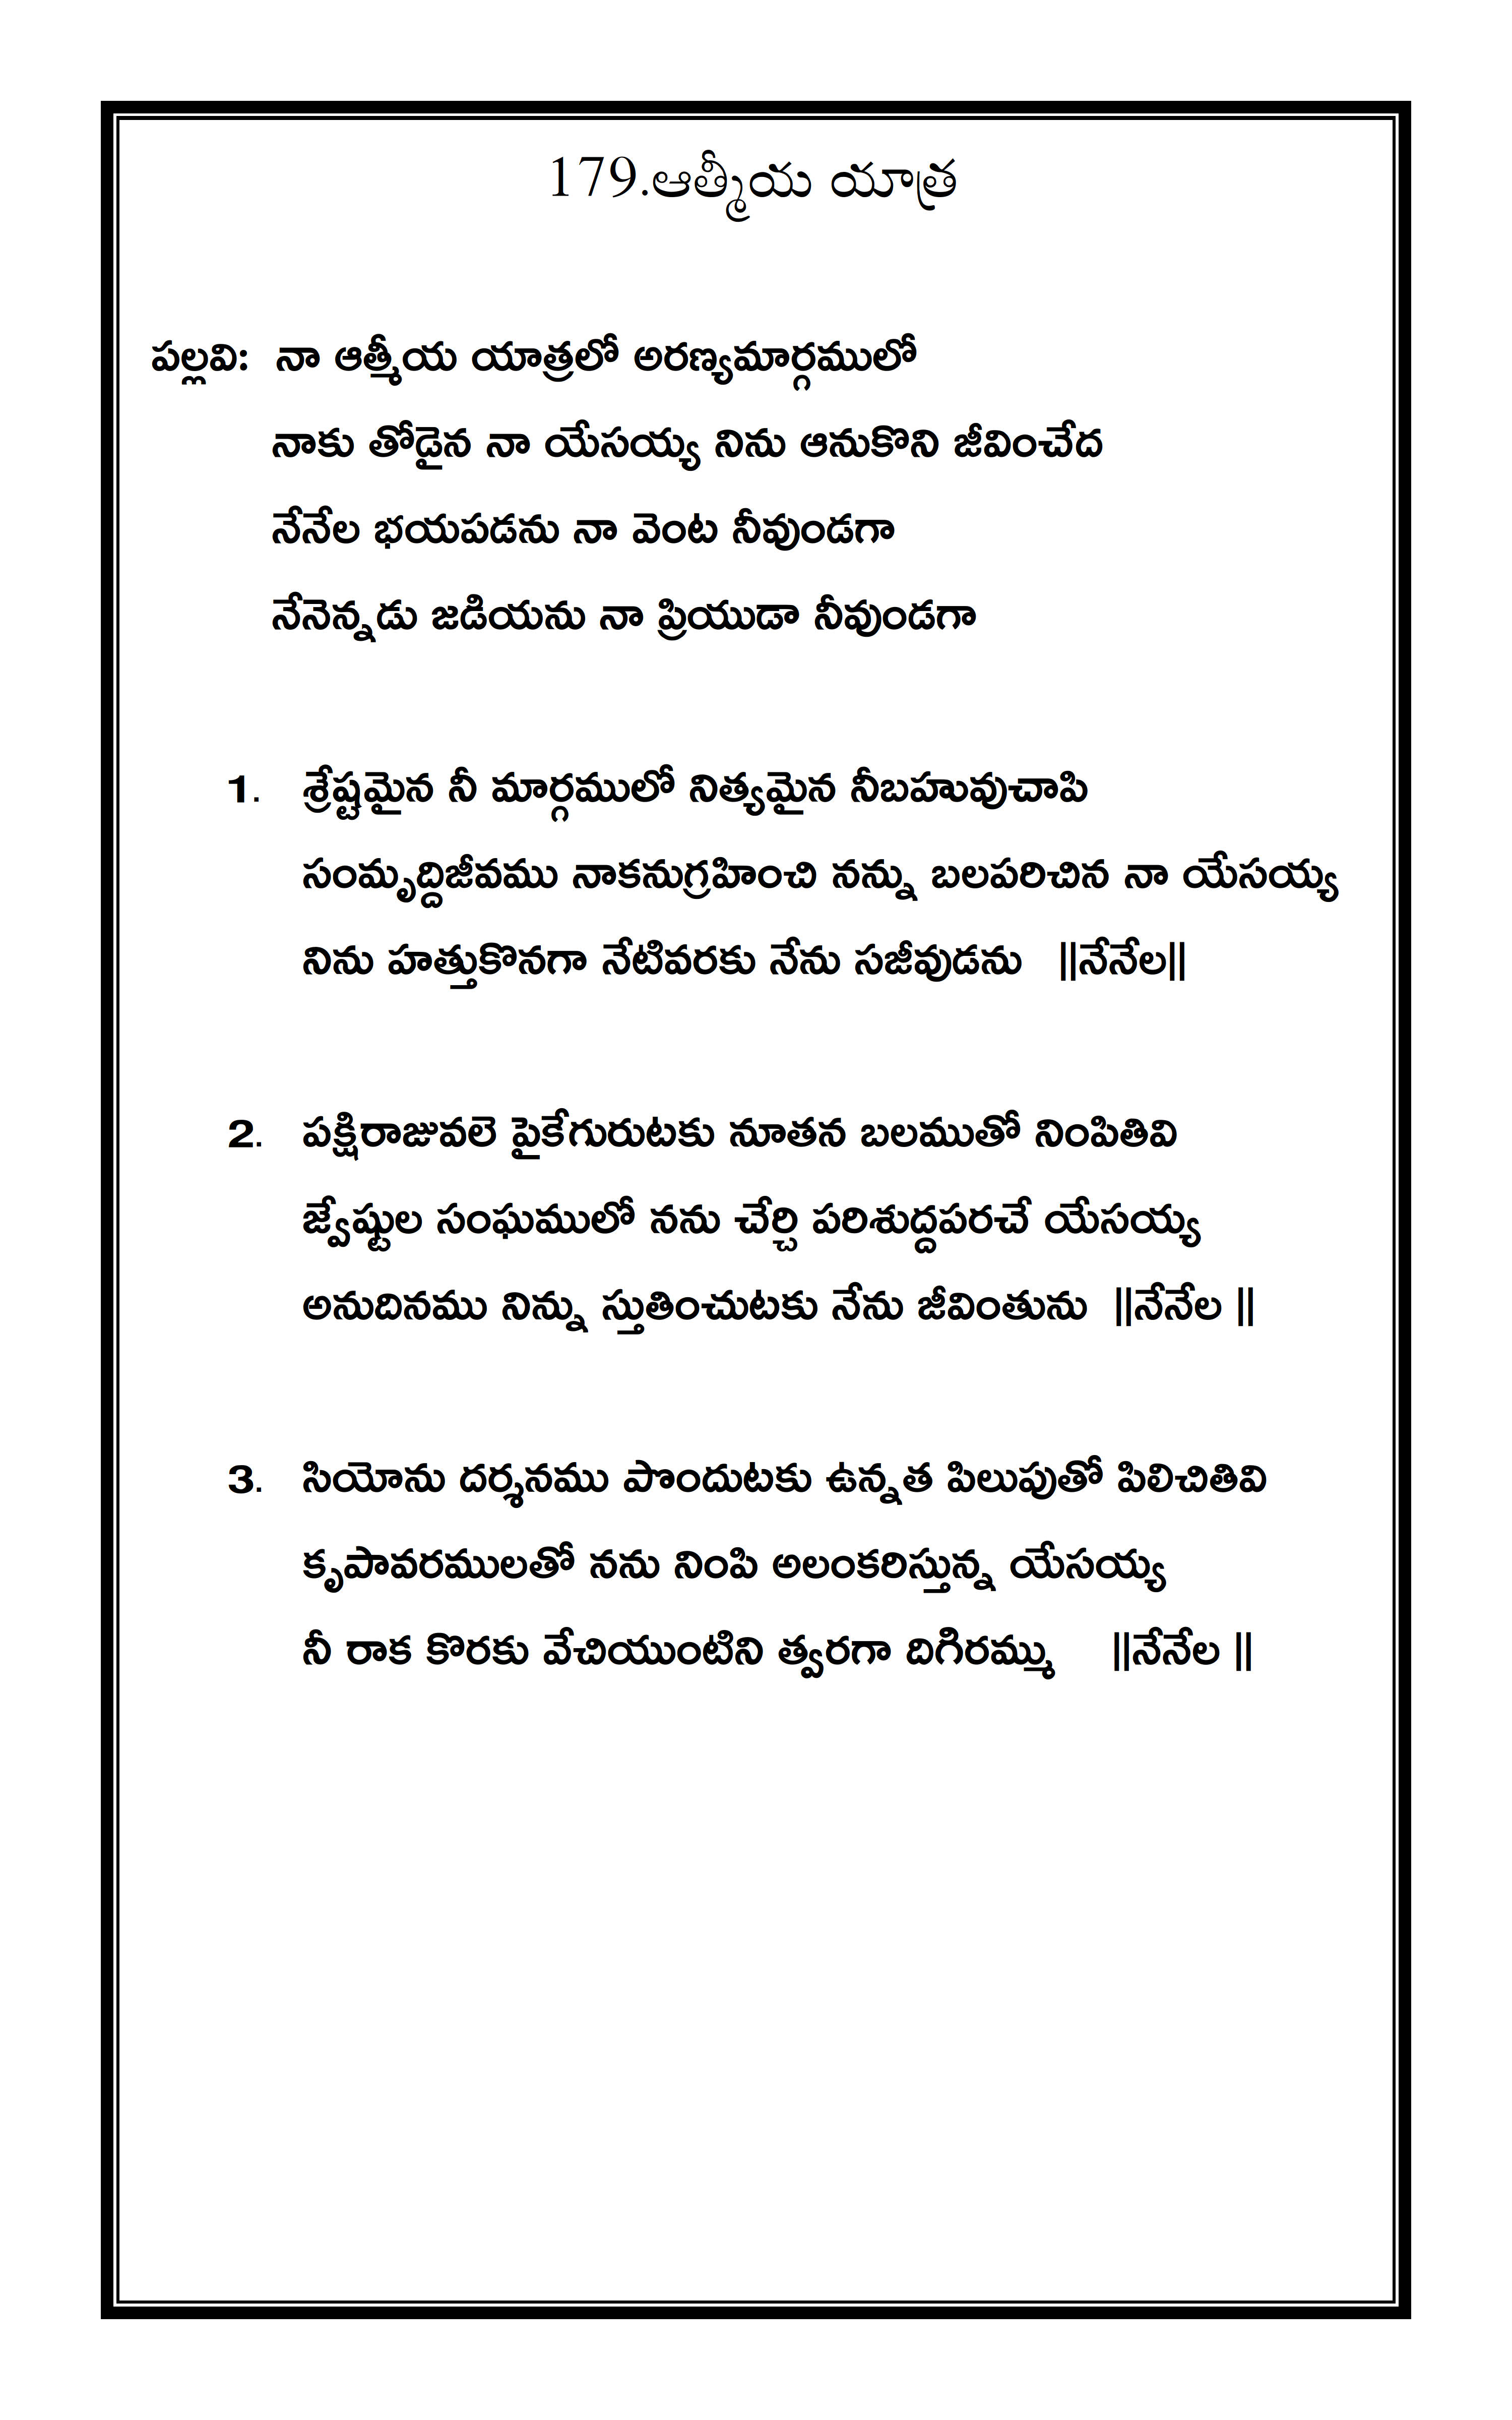 179.ఆత్మీయ యాత్ర
పల్లవి: నా ఆత్మీయ యాత్రలో అరణ్యమార్గములో
నాకు తోడైన నా యేసయ్య నిను ఆనుకొని జీవించేద
నేనేల భయపడను నా వెంట నీవుండగా
నేనెన్నడు జడియను నా ప్రియుడా నీవుండగా
1. శ్రేష్టమైన నీ మార్గములో నిత్యమైన నీబహువుచాపి
సంమృద్దిజీవము నాకనుగ్రహించి నన్ను బలపరిచిన నా యేసయ్య
నిను హత్తుకొనగా నేటివరకు నేను సజీవుడను ||నేనేల||
2. పక్షిరాజువలె పైకేగురుటకు నూతన బలముతో నింపితివి
జ్వేష్టుల సంఘములో నను చేర్చి పరిశుద్దపరచే యేసయ్య
అనుదినము నిన్ను స్తుతించుటకు నేను జీవింతును ||నేనేల ||
3. సియోను దర్శనము పొందుటకు ఉన్నత పిలుపుతో పిలిచితివి
కృపావరములతో నను నింపి అలంకరిస్తున్న యేసయ్య
నీ రాక కొరకు వేచియుంటిని త్వరగా దిగిరమ్ము ||నేనేల ||